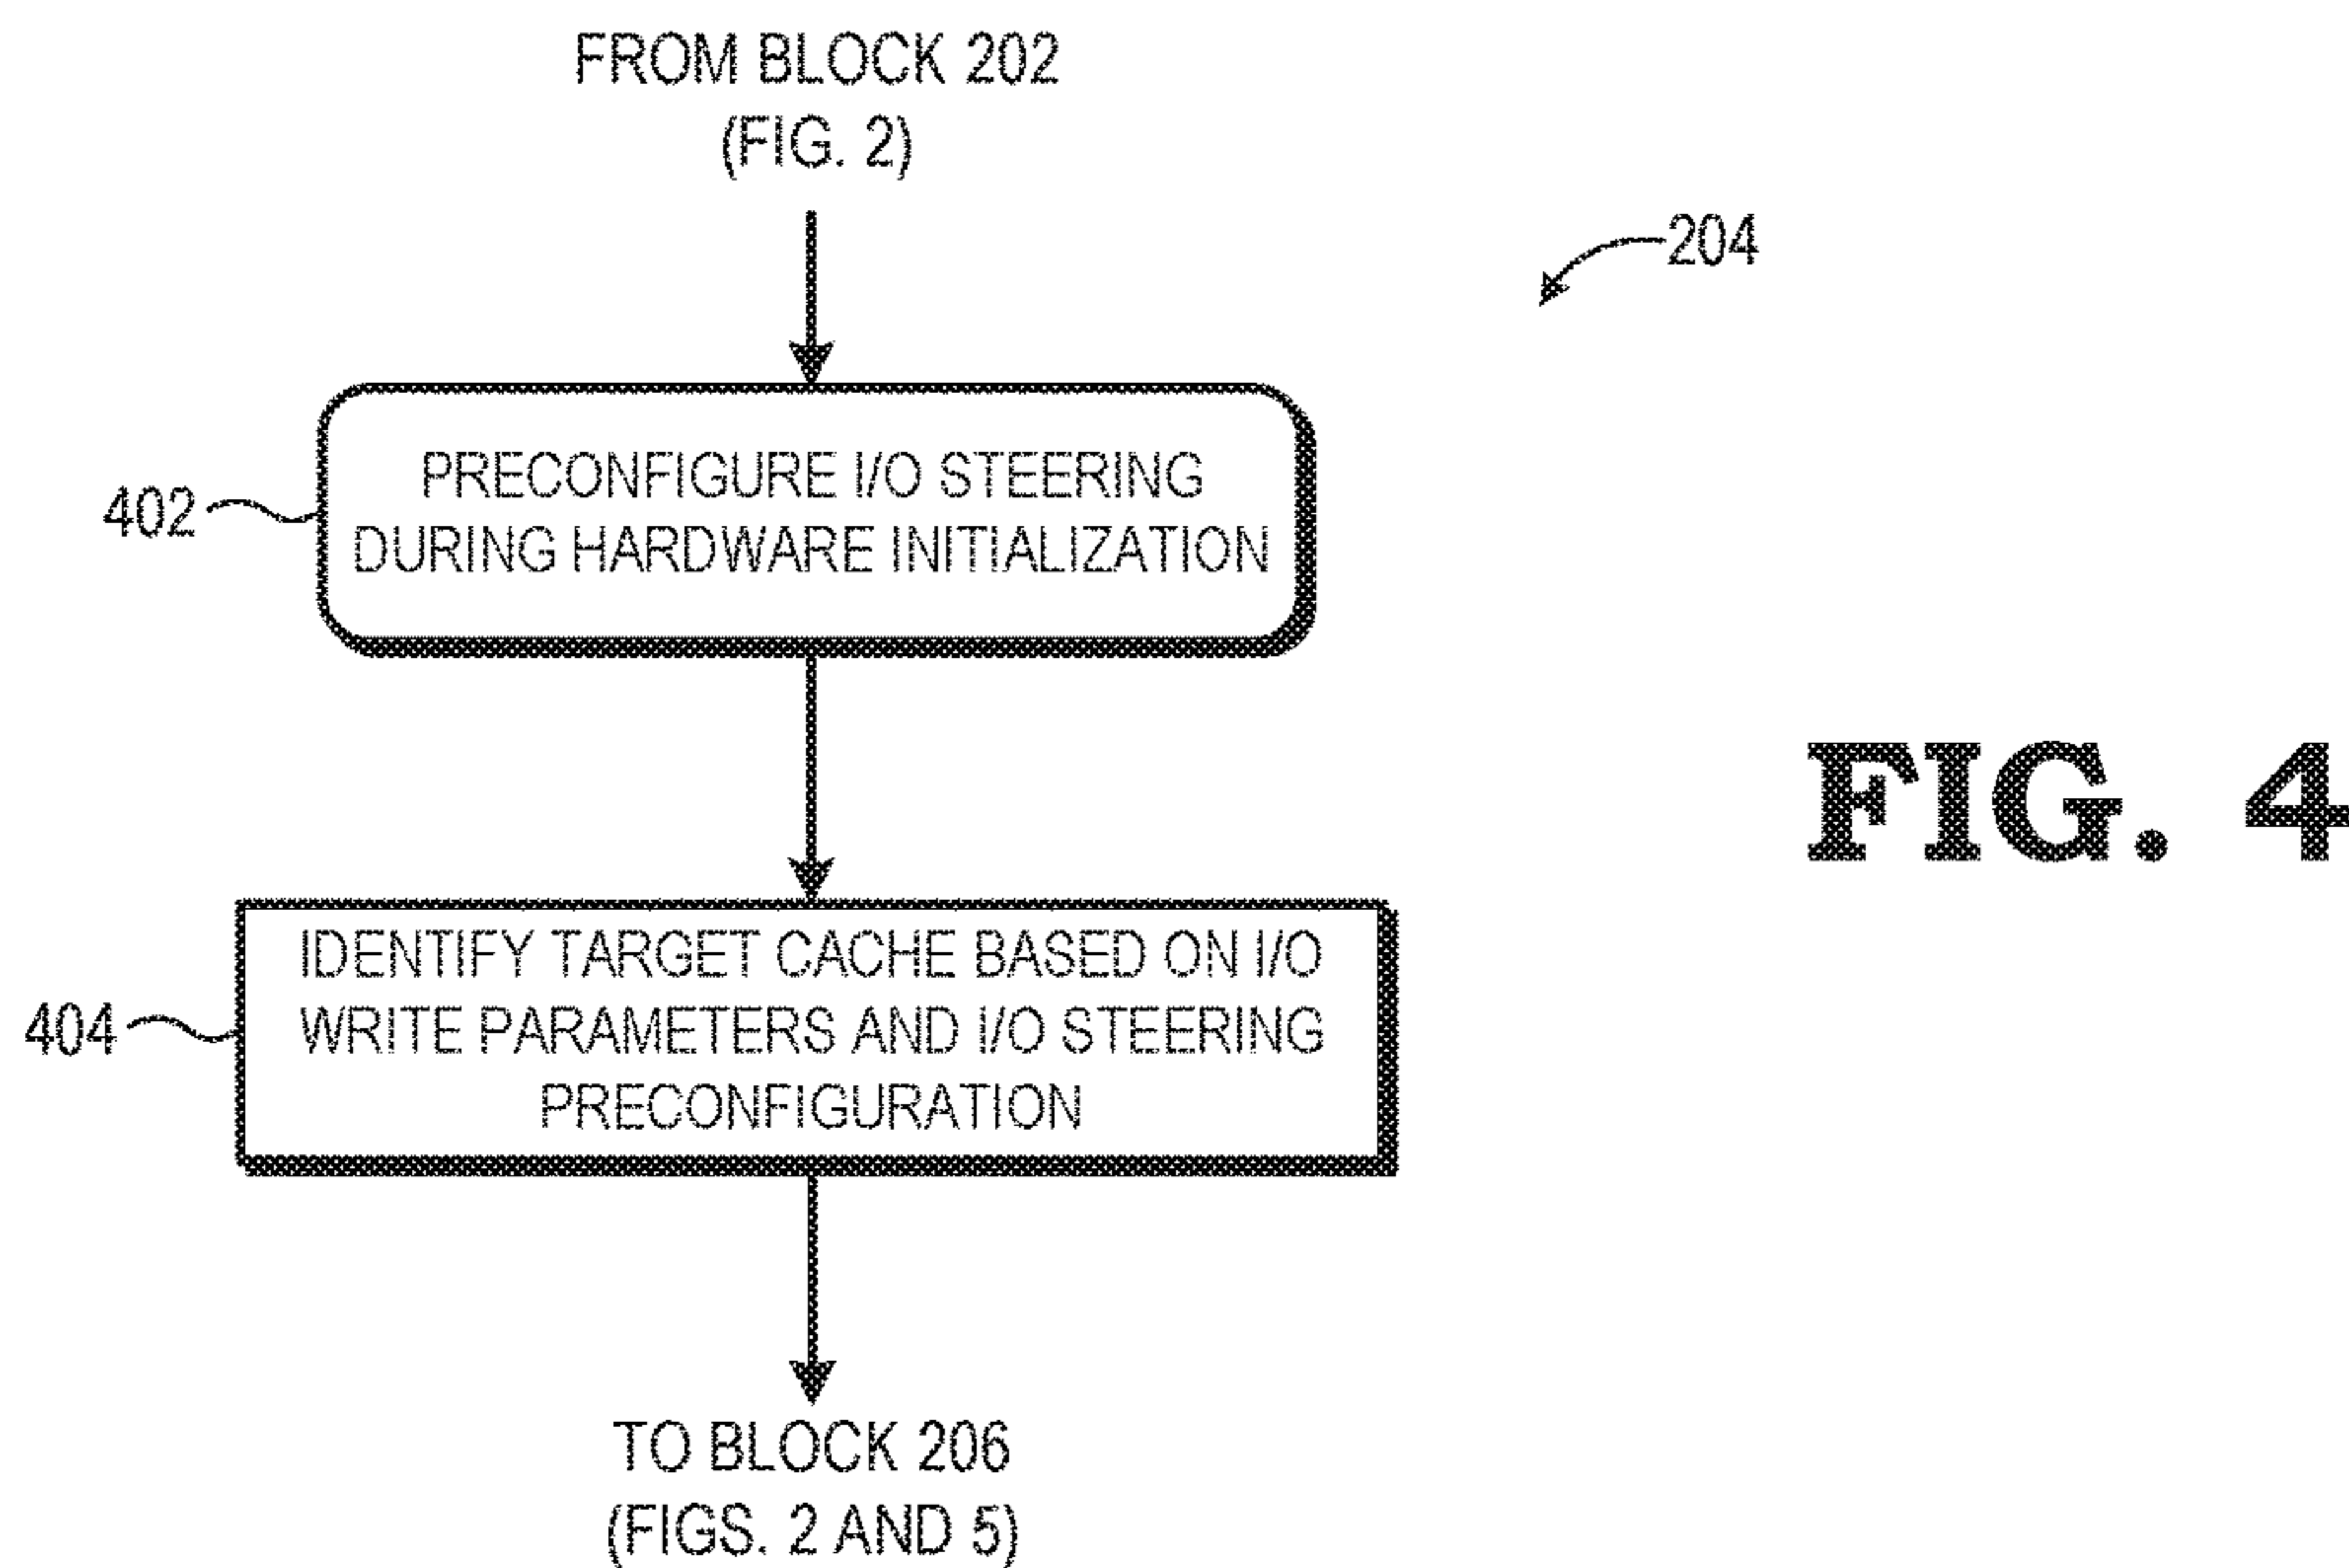 FROM BLOCK 202
(FIG. 2)
204
PRECONFIGURE I/O STEERING
DURING HARDWARE INITIALIZATION
402
FIG. 4
IDENTIFY TARGET CACHE BASED ON I/O
WRITE PARAMETERS AND I/O STEERING
PRECONFIGURATION
404
TO BLOCK 206
(FIGS. 2 AND 5)